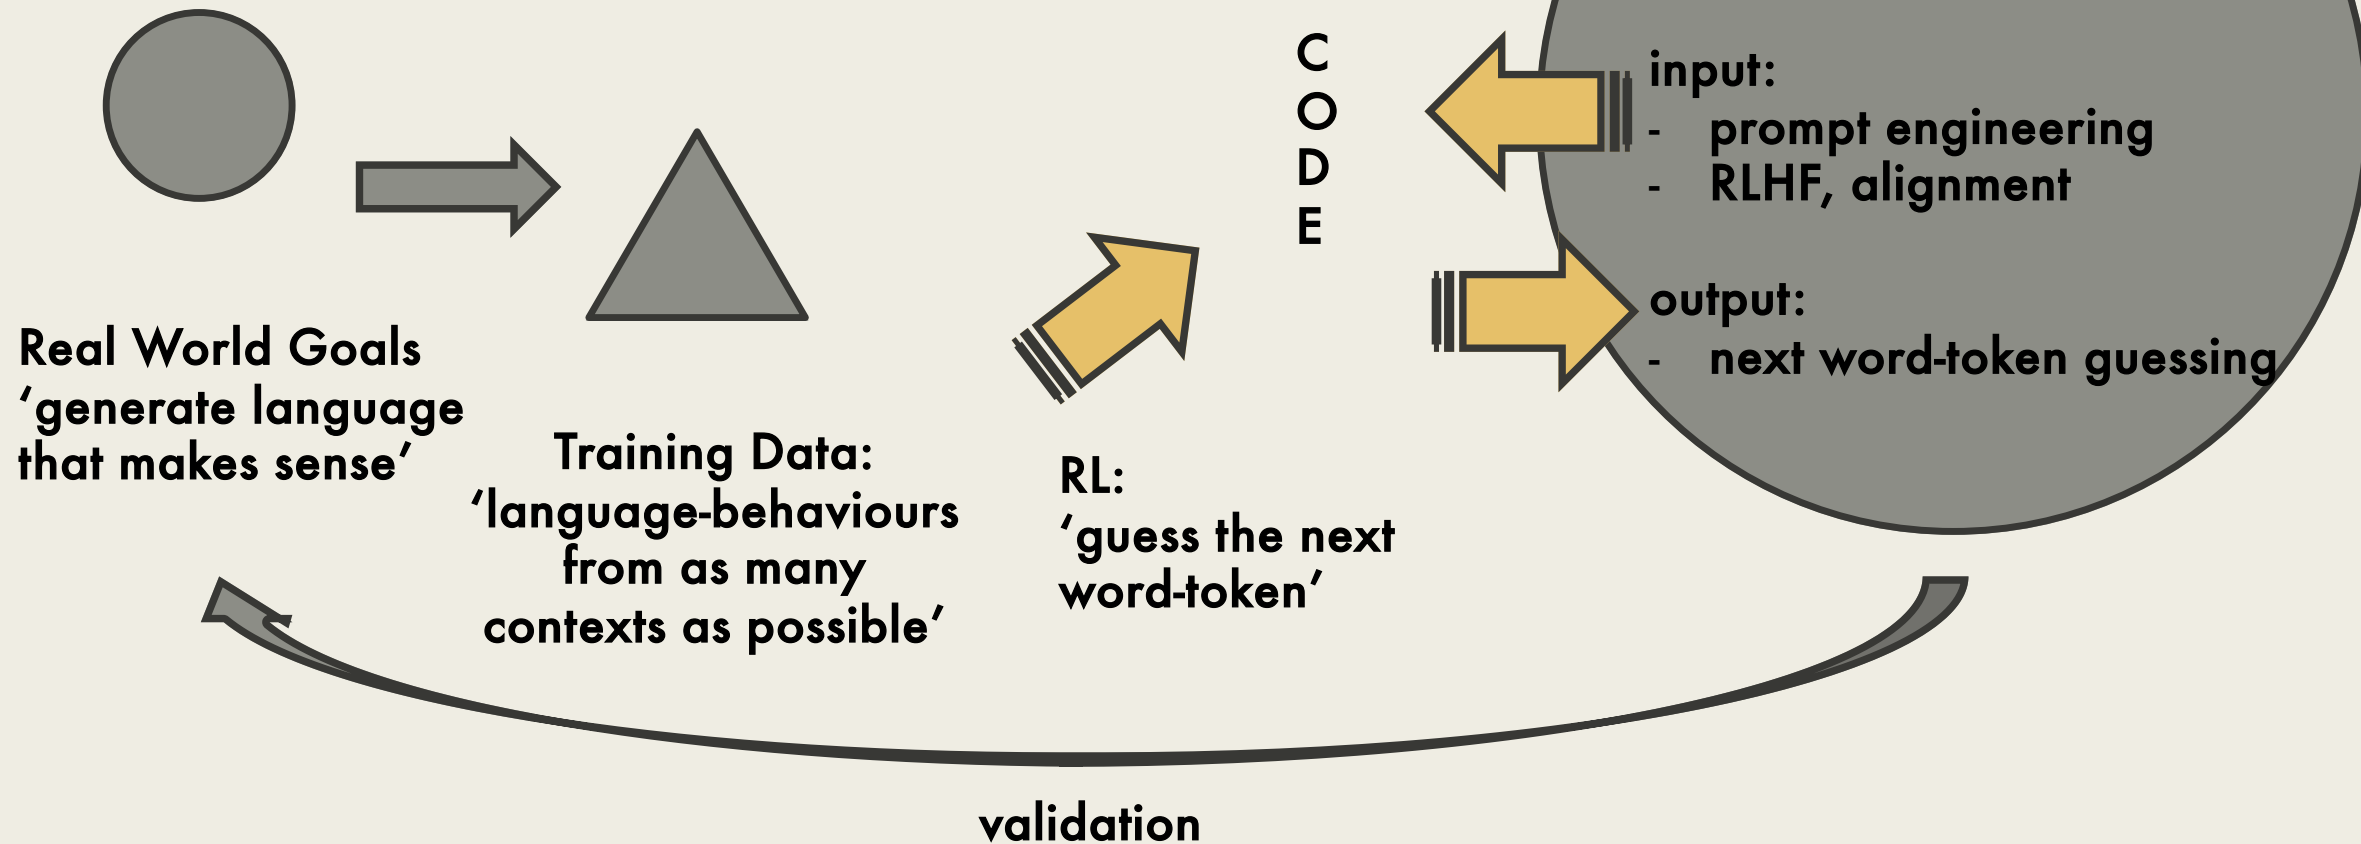 C
O
D
E
input:
- prompt engineering
- RLHF, alignment
output:
- next word-token guessing
Real World Goals
‘generate language
that makes sense’
Training Data:
‘language-behaviours
from as many
contexts as possible’
RL:
‘guess the next
word-token’
validation